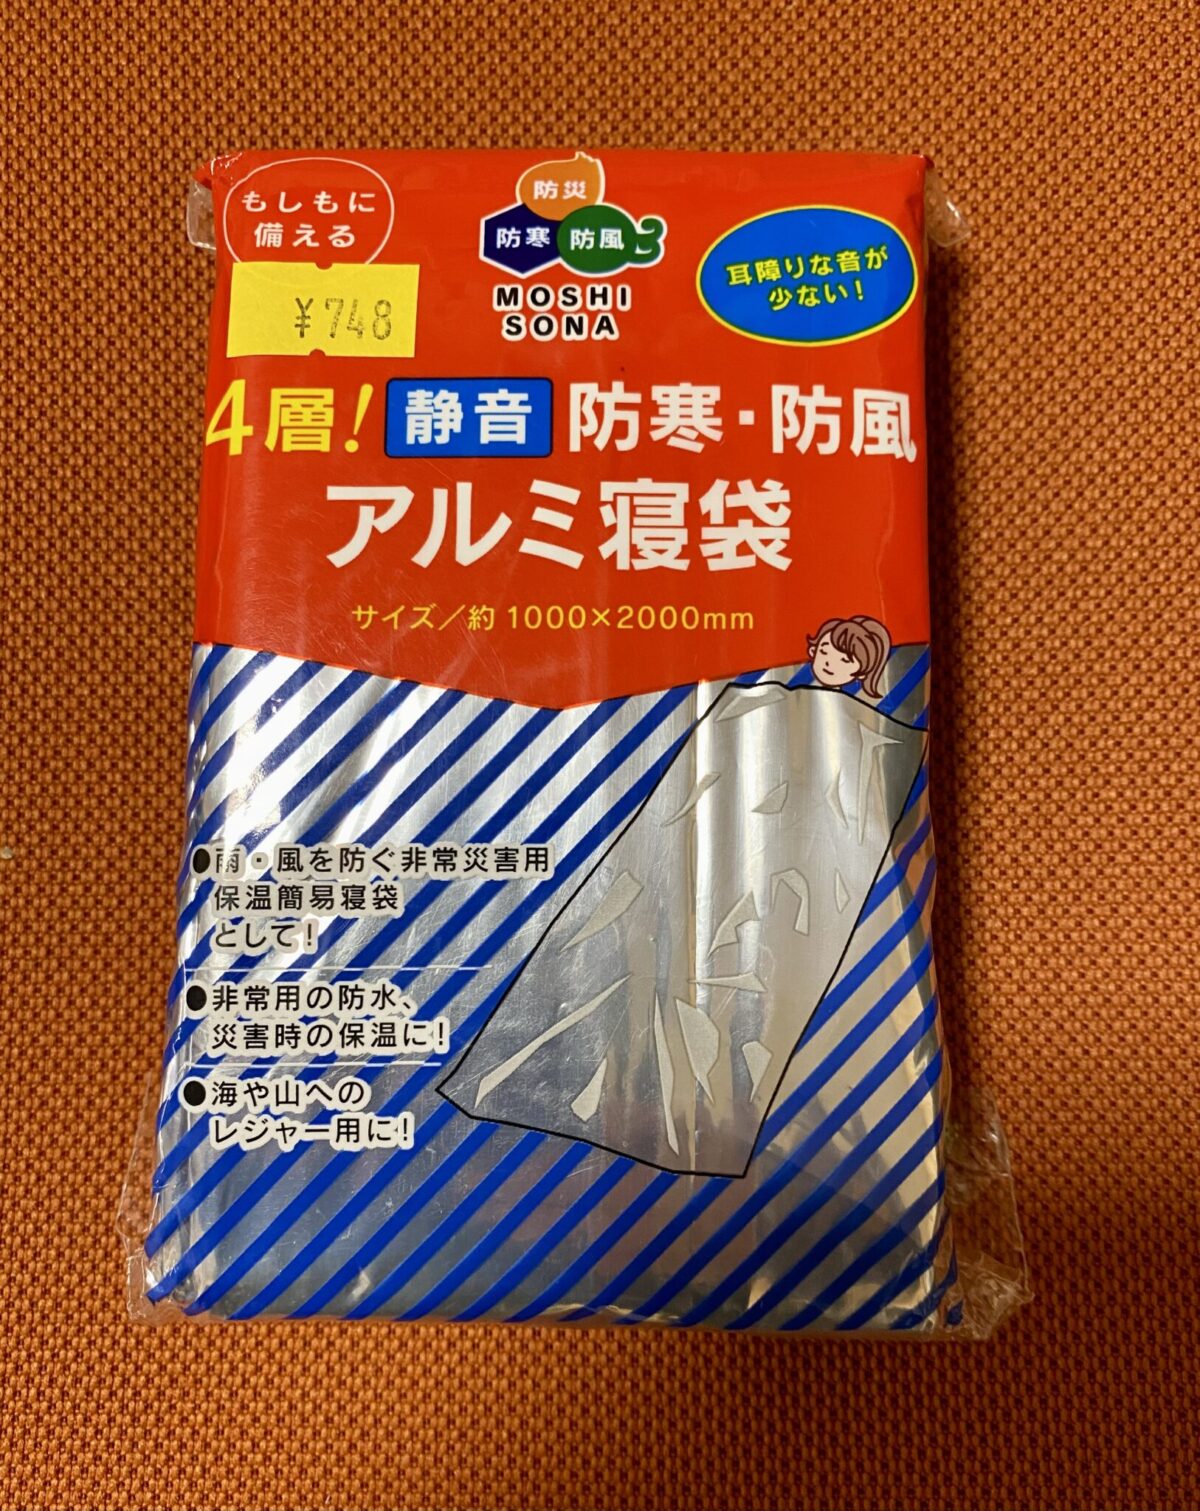 もしもに
備える
¥748
防災
防寒 防風
MOSHI
SONA
耳障りな音が
少ない!
4層! 静音 防寒・防風
アルミ寝袋
サイズ/約1000×2000mm
●雨・風を防ぐ非常災害用
保温簡易寝袋
として!
●非常用の防水、
災害時の保温に!
●海や山への
レジャー用に!